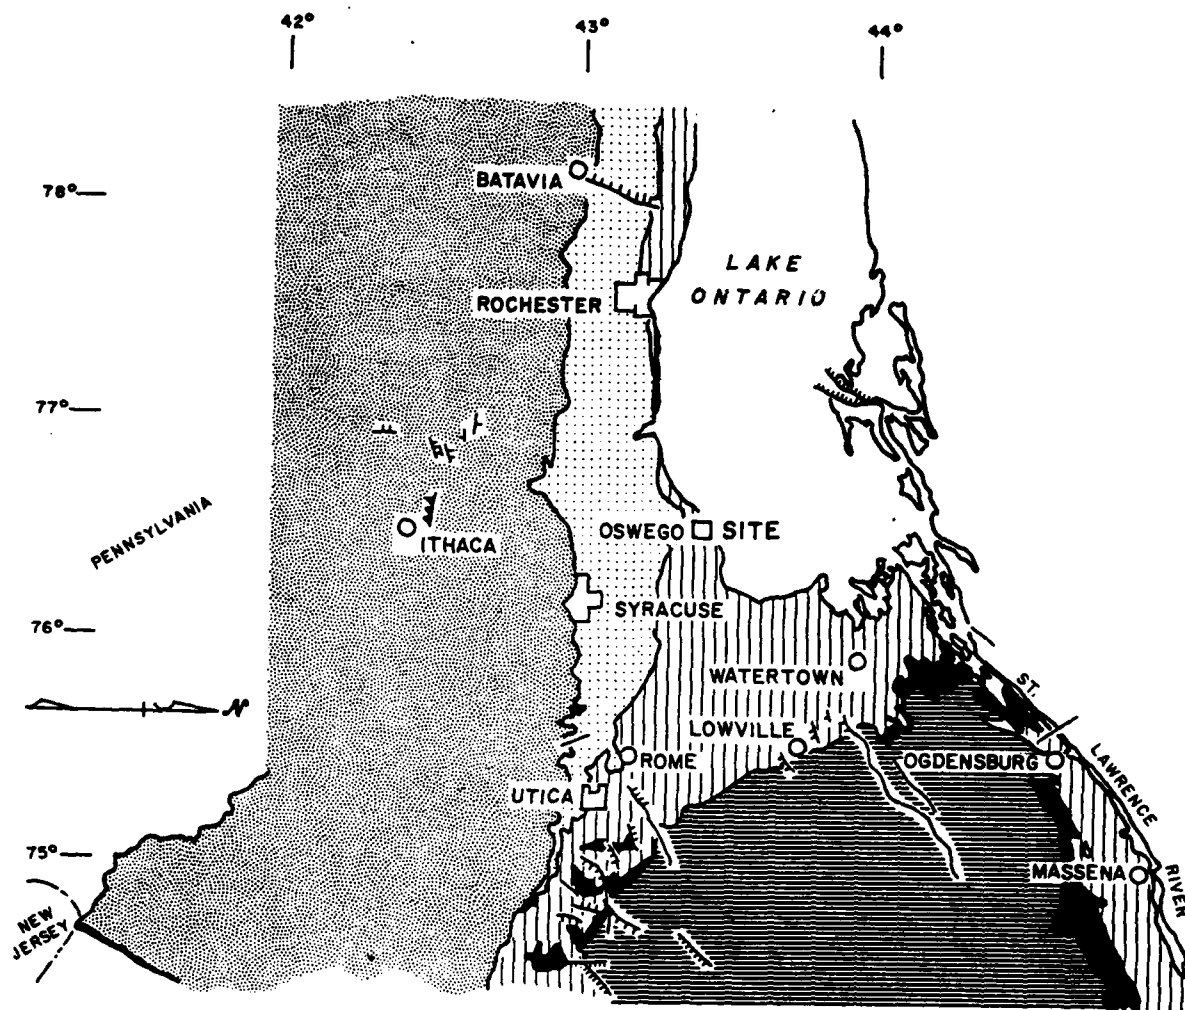 42°
43°
44°
78°
BATAVIA
LAKE
ONTARIO
ROCHESTER
77°
PENNSYLVANIA
OSWEGO
SITE
ITHACA
SYRACUSE
76°
WATERTOWN
ST.
N
LOWVILLE
LAWRENCE
ROME
OGDENSBURG
UTICA
75°
MASSENA
RIVER
NEW
JERSEY